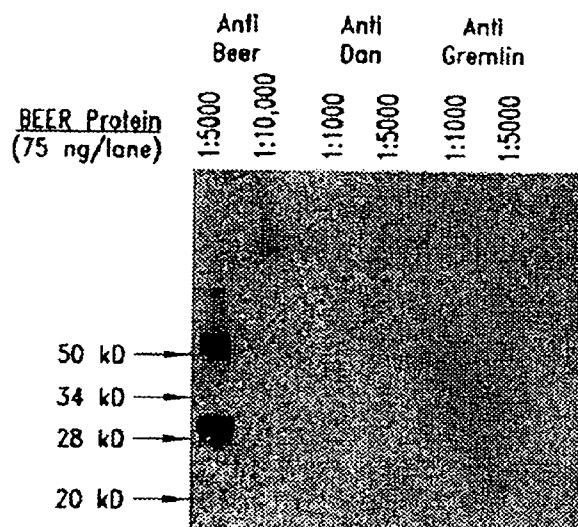 Anti Beer
Anti Dan
Anti Gremlin
BEER Protein
(75 ng/lane)
1:5000
1:10,000
1:1000
1:5000
1:1000
1:5000
50 kD
34 kD
28 kD
20 kD